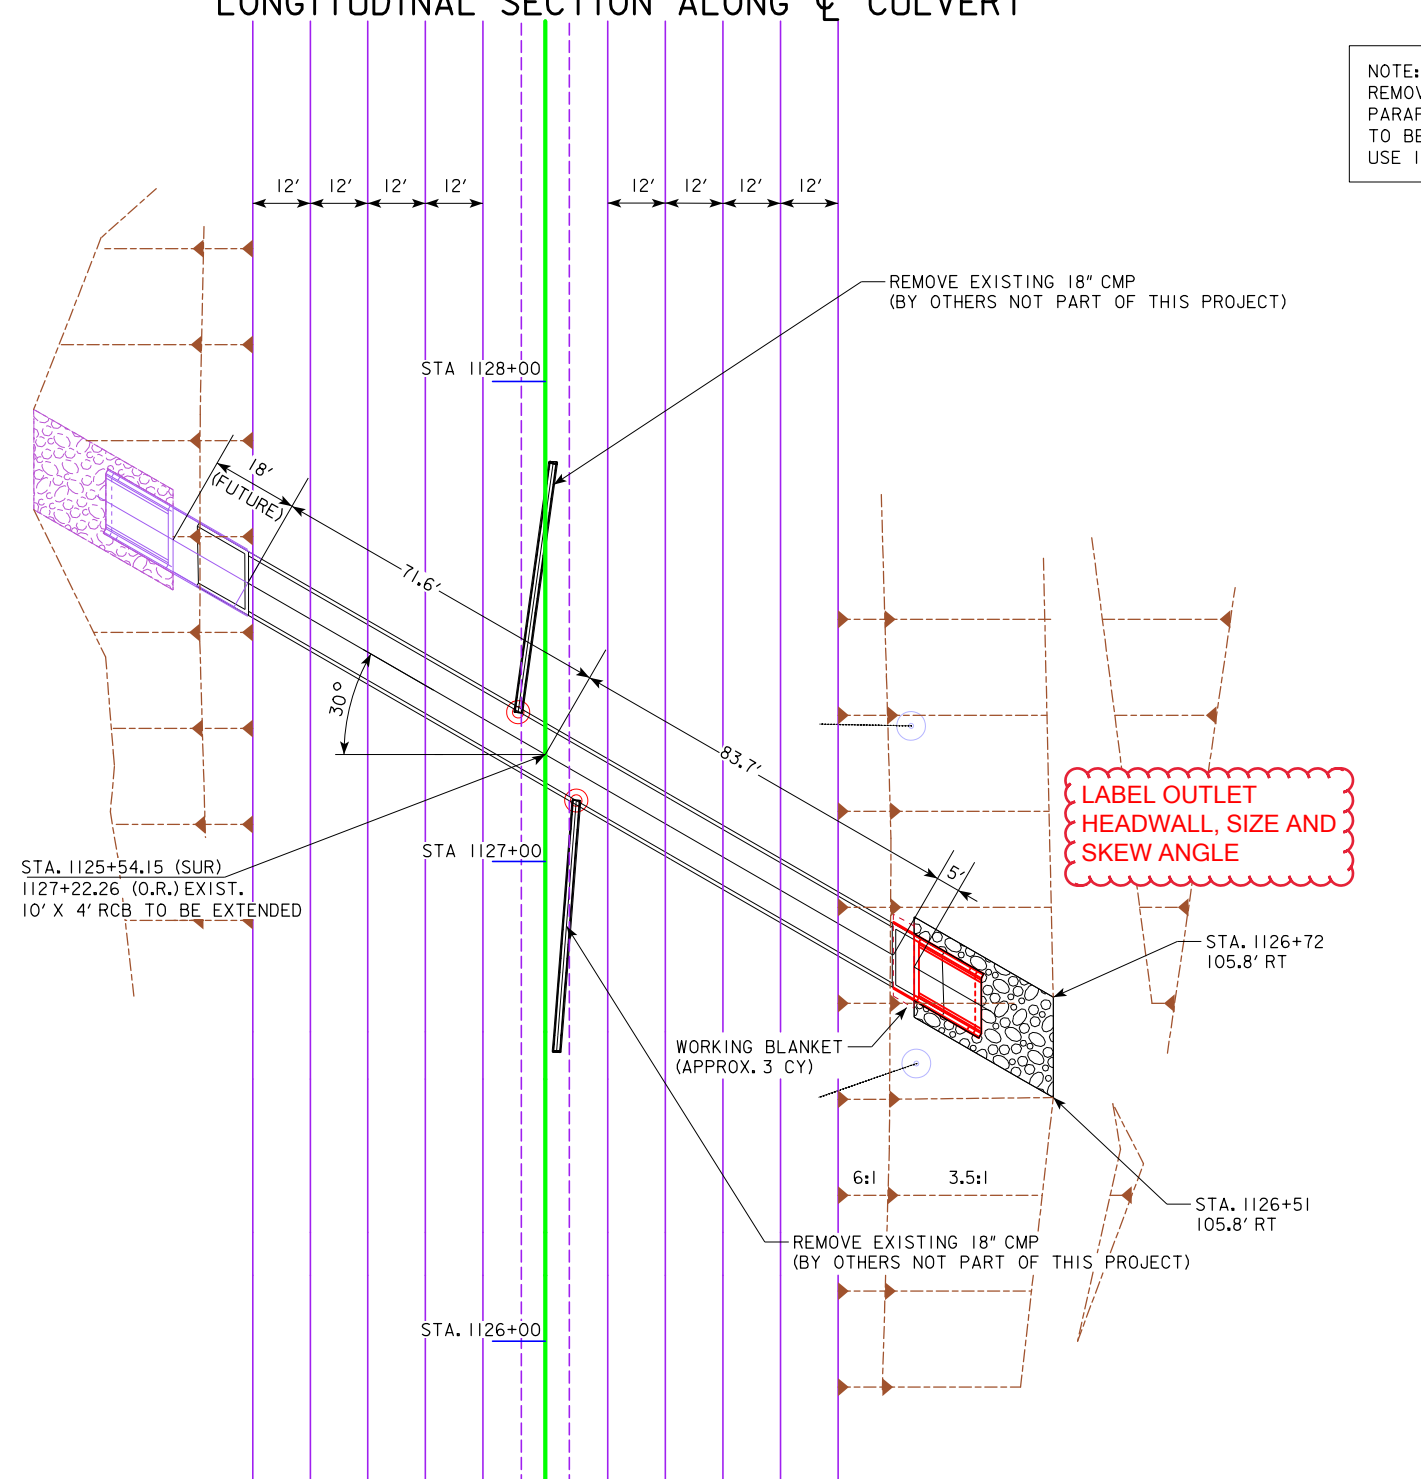 LONGITUDINAL SECTION ALONG ℄ CULVERT
NOTE:
12' 12' 12' 12' 12' 12' 12' 12'
REMOVE EXISTING 18" CMP
(BY OTHERS NOT PART OF THIS PROJECT)
STA 1128+00
18'
(FUTURE)
71.6'
30°
83.7'
LABEL OUTLET
HEADWALL, SIZE AND
SKEW ANGLE
STA 1127+00
STA. 1125+54.15 (SUR)
1127+22.26 (O.R.) EXIST.
10' X 4' RCB TO BE EXTENDED
5'
STA. 1126+72
105.8' RT
WORKING BLANKET
(APPROX. 3 CY)
6:1 3.5:1
STA. 1126+51
105.8' RT
REMOVE EXISTING 18" CMP
(BY OTHERS NOT PART OF THIS PROJECT)
STA. 1126+00
TO BE
USE